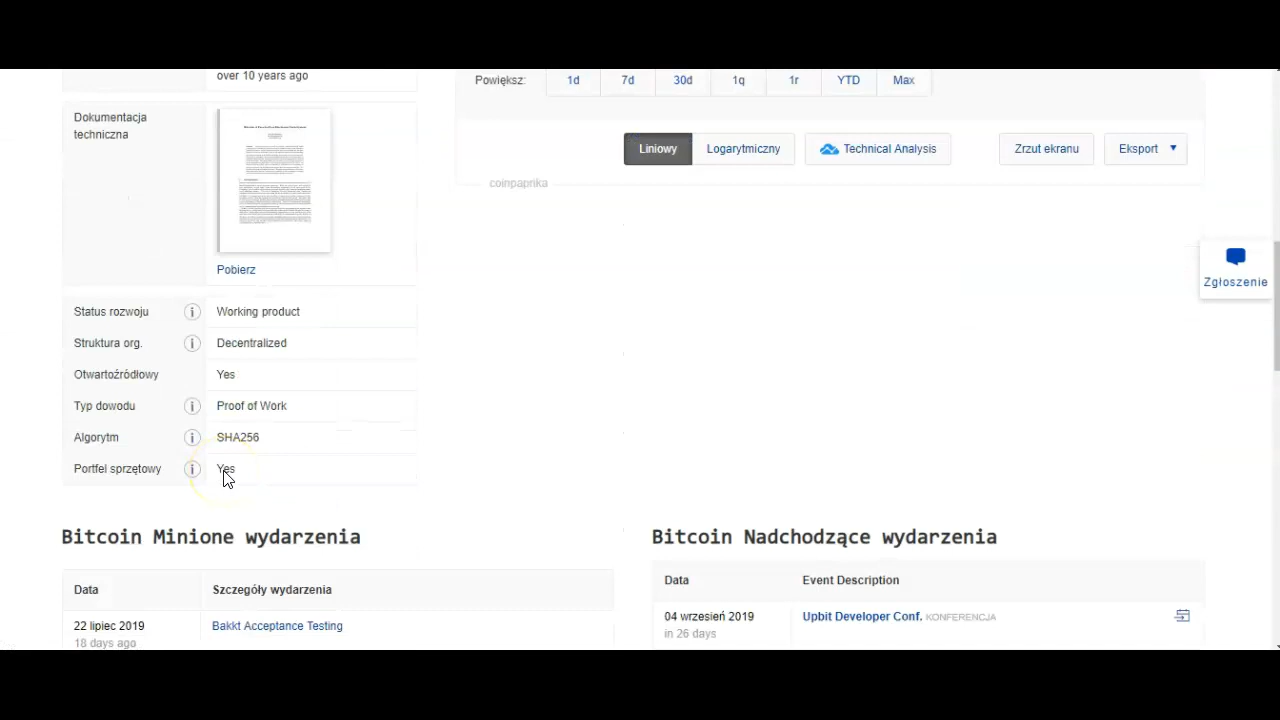 over 10 years ago
Dokumentacja
techniczna
Pobierz
Status rozwoju Working product
Struktura org. Decentralized
Otwartoźródłowy Yes
Typ dowodu Proof of Work
Algorytm SHA256
Portfel sprzętowy Yes
Powiększ: 1d 7d 30d 1q 1r YTD Max
Liniowy Logarytmiczny Technical Analysis Zrzut ekranu Eksport
coinpaprika
Zgłoszenie
Bitcoin Minione wydarzenia
Data Szczegóły wydarzenia
22 lipiec 2019 Bakkt Acceptance Testing
18 days ago
Bitcoin Nadchodzące wydarzenia
Data Event Description
04 wrzesień 2019 Upbit Developer Conf. KONFERENCJA
in 26 days